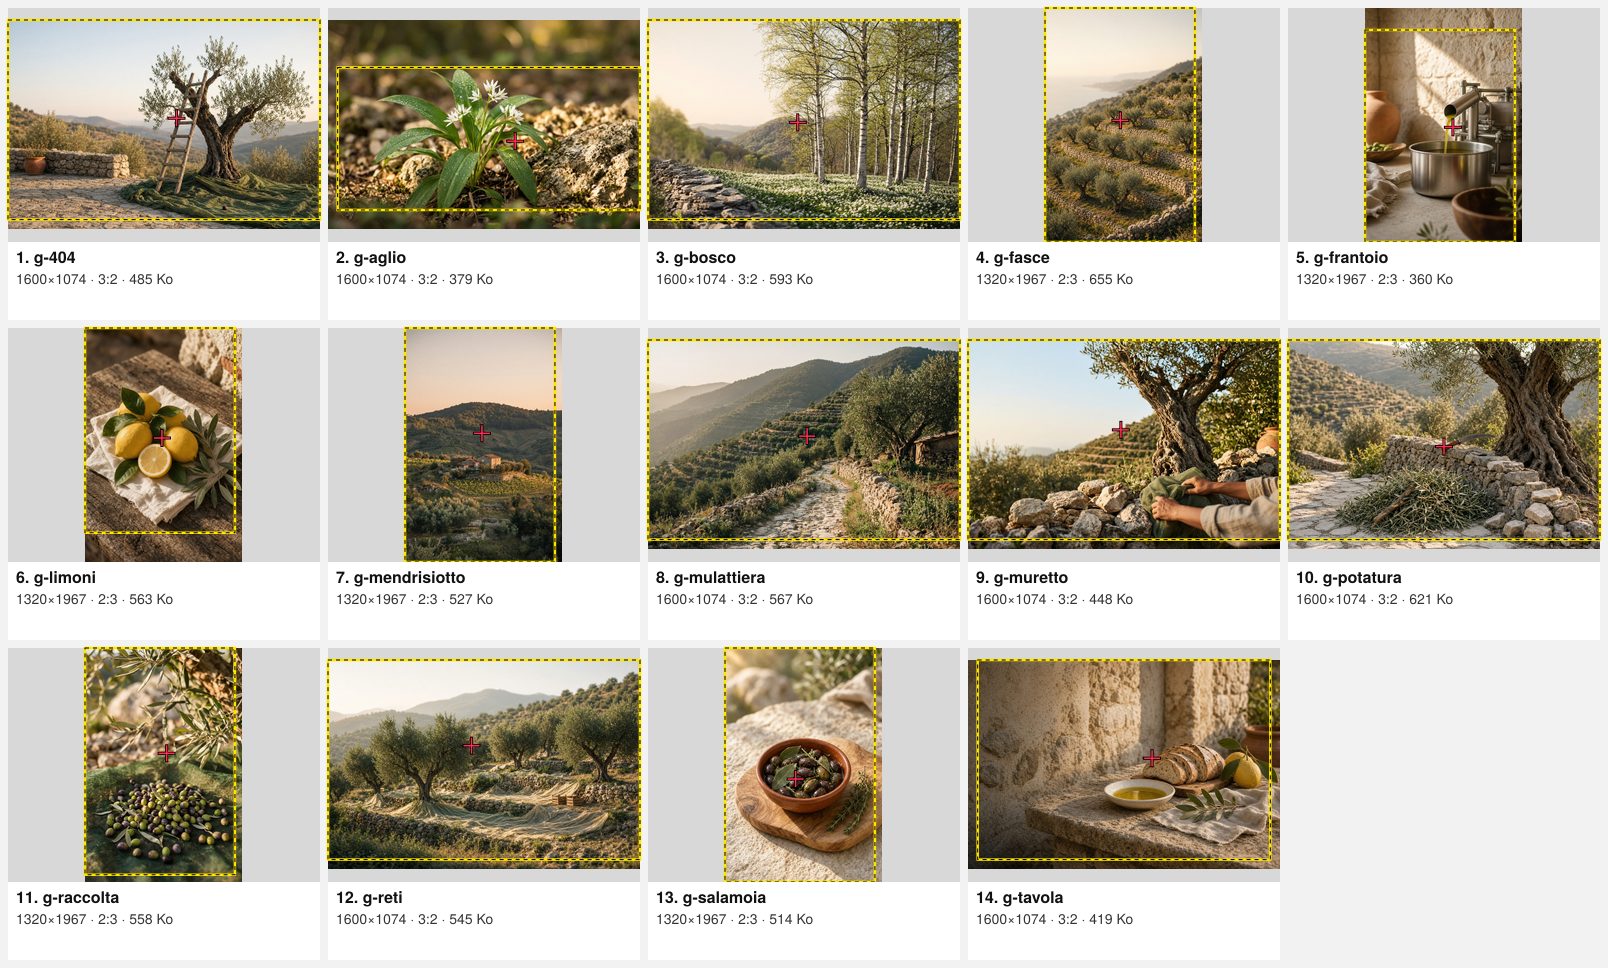 1. g-404
1600×1074 · 3:2 · 485 Ko
2. g-aglio
1600×1074 · 3:2 · 379 Ko
3. g-bosco
1600×1074 · 3:2 · 593 Ko
4. g-fasce
1320×1967 · 2:3 · 655 Ko
5. g-frantoio
1320×1967 · 2:3 · 360 Ko
6. g-limoni
1320×1967 · 2:3 · 563 Ko
7. g-mendrisiotto
1320×1967 · 2:3 · 527 Ko
8. g-mulattiera
1600×1074 · 3:2 · 567 Ko
9. g-muretto
1600×1074 · 3:2 · 448 Ko
10. g-potatura
1600×1074 · 3:2 · 621 Ko
11. g-raccolta
1320×1967 · 2:3 · 558 Ko
12. g-reti
1600×1074 · 3:2 · 545 Ko
13. g-salamoia
1320×1967 · 2:3 · 514 Ko
14. g-tavola
1600×1074 · 3:2 · 419 Ko